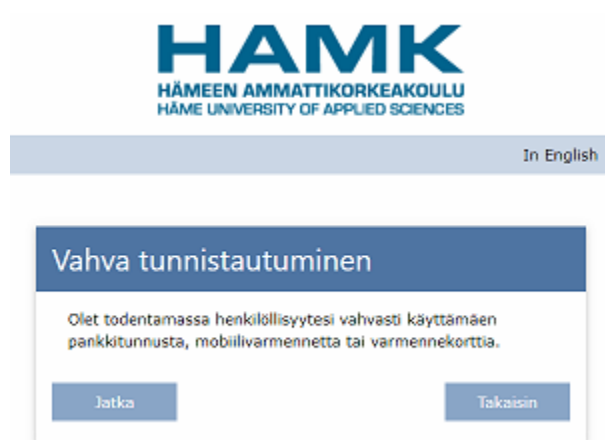 HAMK
HÄMEEN AMMATTIKORKEAKOULU
HÄME UNIVERSITY OF APPLIED SCIENCES
In English
Vahva tunnistautuminen
Olet todentamassa henkilöllisyytesi vahvasti käyttämäen
pankkitunnusta, mobiilivarmennetta tai varmennekorttia.
Jatka
Takaisin